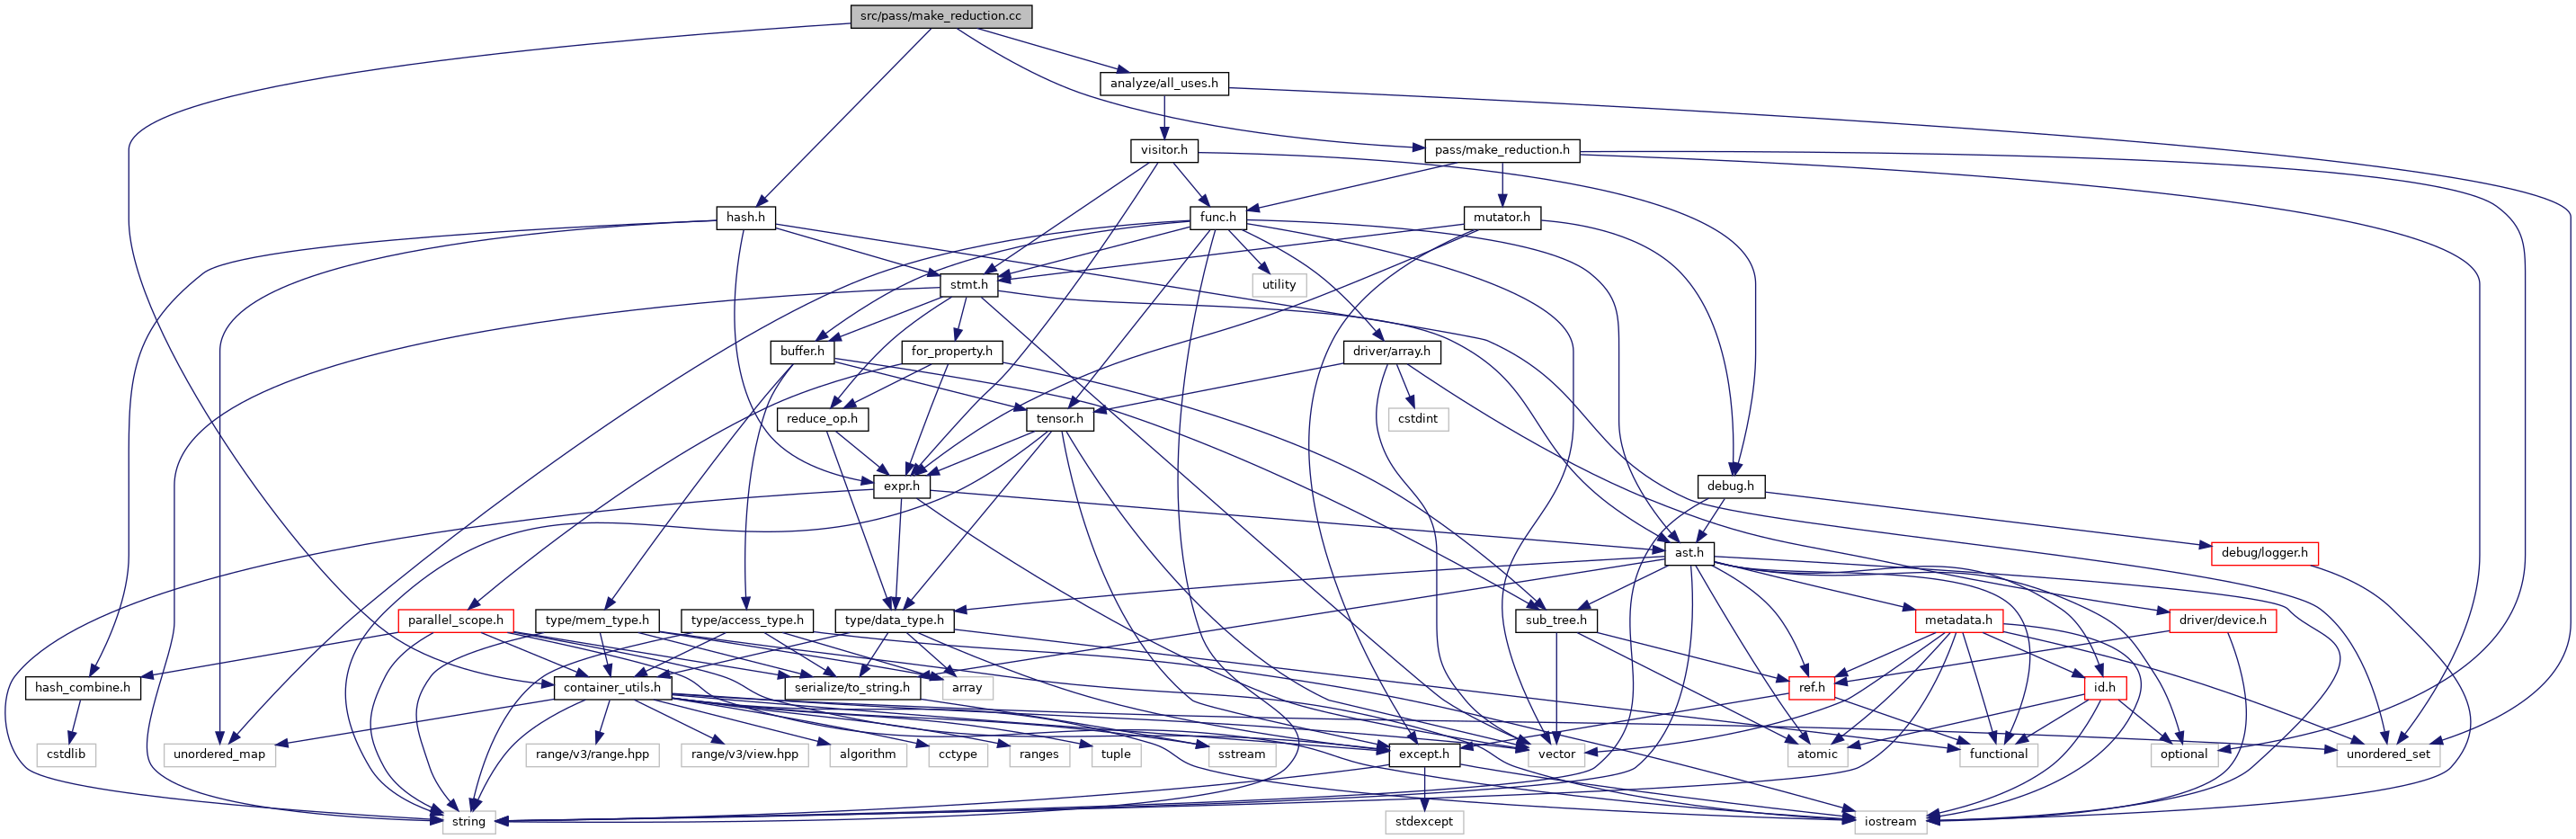 src/pass/make_reduction.cc
analyze/all_uses.h
visitor.h
pass/make_reduction.h
hash.h
func.h
mutator.h
stmt.h
utility
buffer.h
for_property.h
driver/array.h
reduce_op.h
tensor.h
cstdint
expr.h
debug.h
ast.h
debug/logger.h
parallel_scope.h
type/mem_type.h
type/access_type.h
type/data_type.h
sub_tree.h
metadata.h
driver/device.h
hash_combine.h
container_utils.h
serialize/to_string.h
array
ref.h
id.h
cstdlib
unordered_map
range/v3/range.hpp
range/v3/view.hpp
algorithm
cctype
ranges
tuple
sstream
except.h
vector
atomic
functional
optional
unordered_set
string
stdexcept
iostream